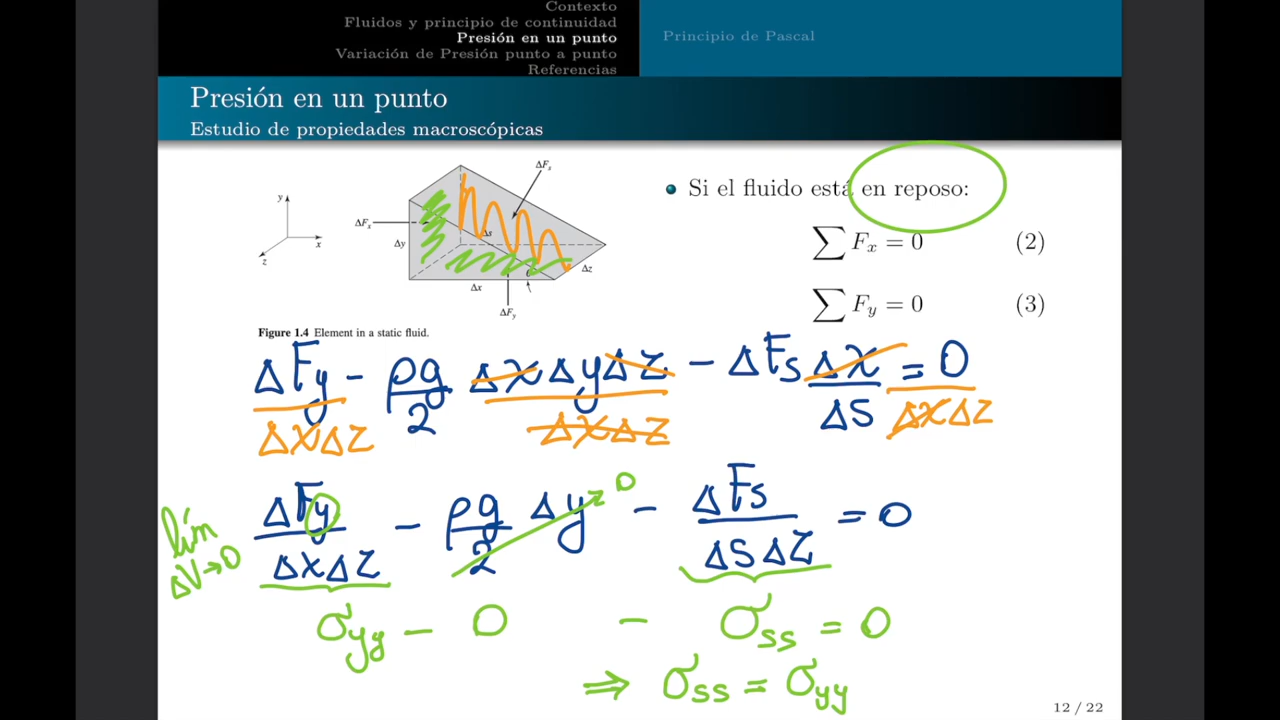 Contexto
Fluidos y principio de continuidad
Presión en un punto
Variación de Presión punto a punto
Referencias
Principio de Pascal
Presión en un punto
Estudio de propiedades macroscópicas
y
x
z
ΔFₛ
ΔFₓ
Δs
Δy
θ
Δz
Δx
ΔFᵧ
Figure 1.4 Element in a static fluid.
Si el fluido está en reposo:
∑ Fₓ = 0 (2)
∑ Fᵧ = 0 (3)
ΔFy/ΔxΔz − ρg/2 ΔxΔyΔz/ΔxΔz − ΔFs Δx/ΔS = 0/ΔxΔz
lím ΔV→0 ΔFy/ΔxΔz − ρg/2 Δy → 0 − ΔFs/ΔSΔz = 0
σyy − 0 − σss = 0
⇒ σss = σyy
12 / 22